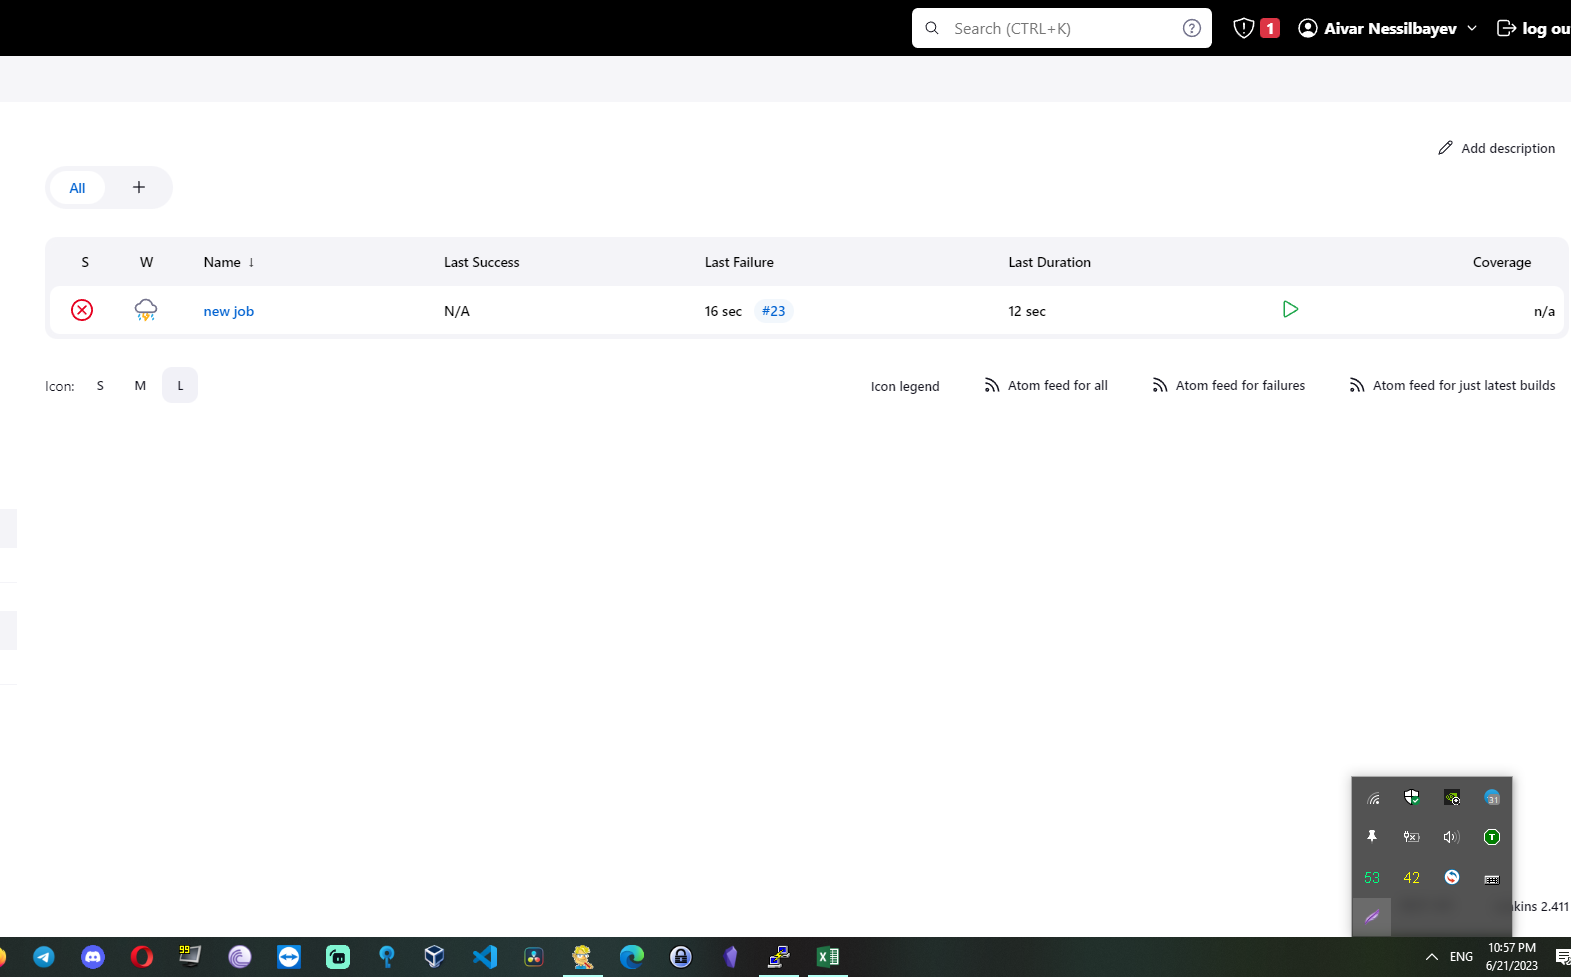 Search (CTRL+K)
1
Aivar Nessilbayev
log ou
Add description
All
+
S W Name ↓ Last Success Last Failure Last Duration Coverage
new job N/A 16 sec #23 12 sec n/a
Icon: S M L
Icon legend
Atom feed for all
Atom feed for failures
Atom feed for just latest builds
31
T
53 42
kins 2.411
99
ENG
10:57 PM
6/21/2023